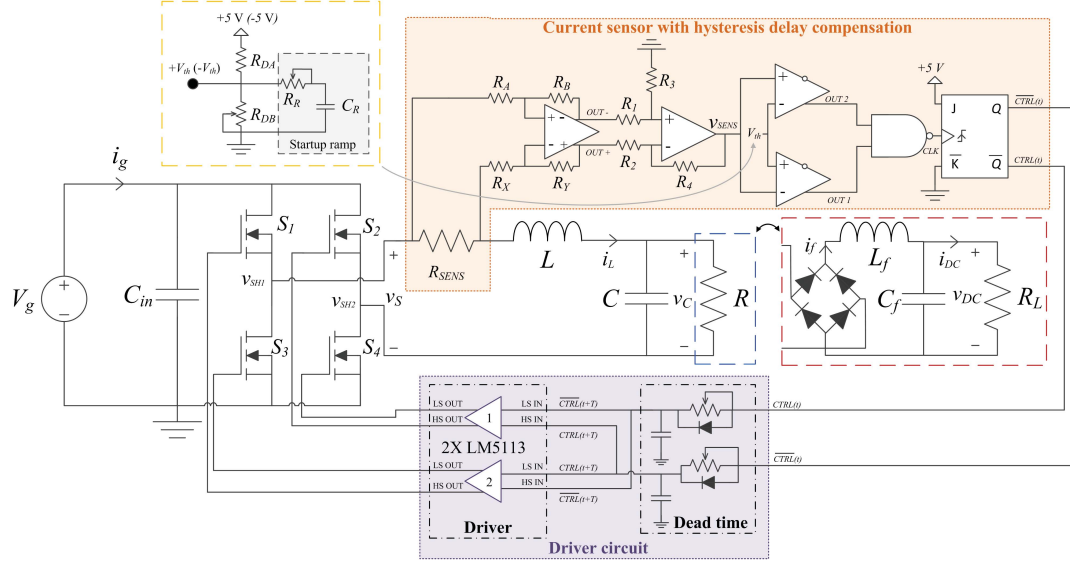 Current sensor with hysteresis delay compensation
+5 V (-5 V)
R_DA
+V_th (-V_th)
R_R
C_R
R_DB
Startup ramp
R_A
R_B
R_3
OUT -
R_1
+ -
- +
OUT +
R_2
R_X
R_Y
R_4
v_SENS
V_th
OUT 2
OUT 1
CLK
+5 V
J
Q
K̅
Q̅
C̅T̅R̅L̅(t)
CTRL(t)
i_g
V_g
C_in
S_1
S_2
S_3
S_4
v_SH1
v_SH2
v_S
R_SENS
L
i_L
C
v_C
R
i_f
L_f
i_DC
C_f
v_DC
R_L
LS OUT
HS OUT
1
LS IN
HS IN
C̅T̅R̅L̅(t+T)
CTRL(t+T)
2X LM5113
LS OUT
HS OUT
2
LS IN
HS IN
CTRL(t+T)
C̅T̅R̅L̅(t+T)
CTRL(t)
C̅T̅R̅L̅(t)
Driver
Dead time
Driver circuit